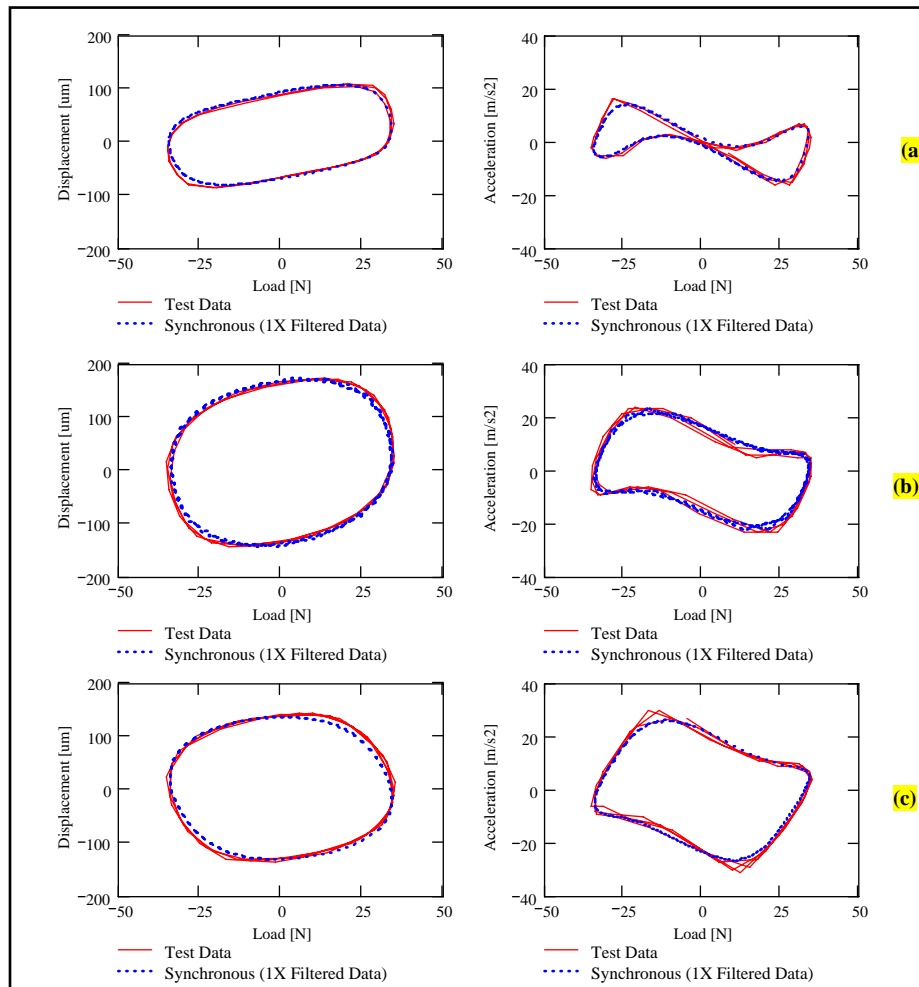 200
100
0
−100
−200
Displacement [um]
−50 −25 0 25 50
Load [N]
Test Data
Synchronous (1X Filtered Data)
40
20
0
−20
−40
Acceleration [m/s2]
−50 −25 0 25 50
Load [N]
Test Data
Synchronous (1X Filtered Data)
(a
200
100
0
−100
−200
Displacement [um]
−50 −25 0 25 50
Load [N]
Test Data
Synchronous (1X Filtered Data)
40
20
0
−20
−40
Acceleration [m/s2]
−50 −25 0 25 50
Load [N]
Test Data
Synchronous (1X Filtered Data)
(b)
200
100
0
−100
−200
Displacement [um]
−50 −25 0 25 50
Load [N]
Test Data
Synchronous (1X Filtered Data)
40
20
0
−20
−40
Acceleration [m/s2]
−50 −25 0 25 50
Load [N]
Test Data
Synchronous (1X Filtered Data)
(c)